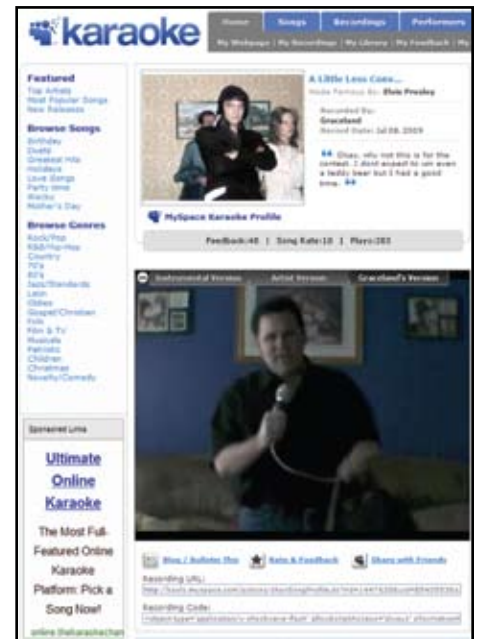 karaoke
Home Songs Recordings Performers
My Webpage | My Recordings | My Library | My Feedback | My
Featured
Top Artists
Most Popular Songs
New Releases
Browse Songs
Birthday
Duets
Greatest Hits
Holidays
Love Songs
Party time
Wacky
Mother's Day
Browse Genres
Rock/Pop
R&B/Hip-Hop
Country
70's
80's
Jazz/Standards
Latin
Oldies
Gospel/Christian
Folk
Film & TV
Musicals
Patriotic
Children
Christmas
Novelty/Comedy
Sponsored Links
Ultimate
Online
Karaoke
The Most Full-
Featured Online
Karaoke
Platform: Pick a
Song Now!
online.thekaraokechan
A Little Less Conv...
Made Famous By: Elvis Presley
Recorded By:
Graceland
Record Date: Jul 08, 2009
Okay, why not this is for the
contest. I dont expect to win even
a teddy bear but I had a good
time.
MySpace Karaoke Profile
Feedback:48 | Song Rate:10 | Plays:283
Instrumental Version Artist Version Graceland's Version
Blog / Bulletin This Rate & Feedback Share with Friends
Recording URL:
Recording Code: